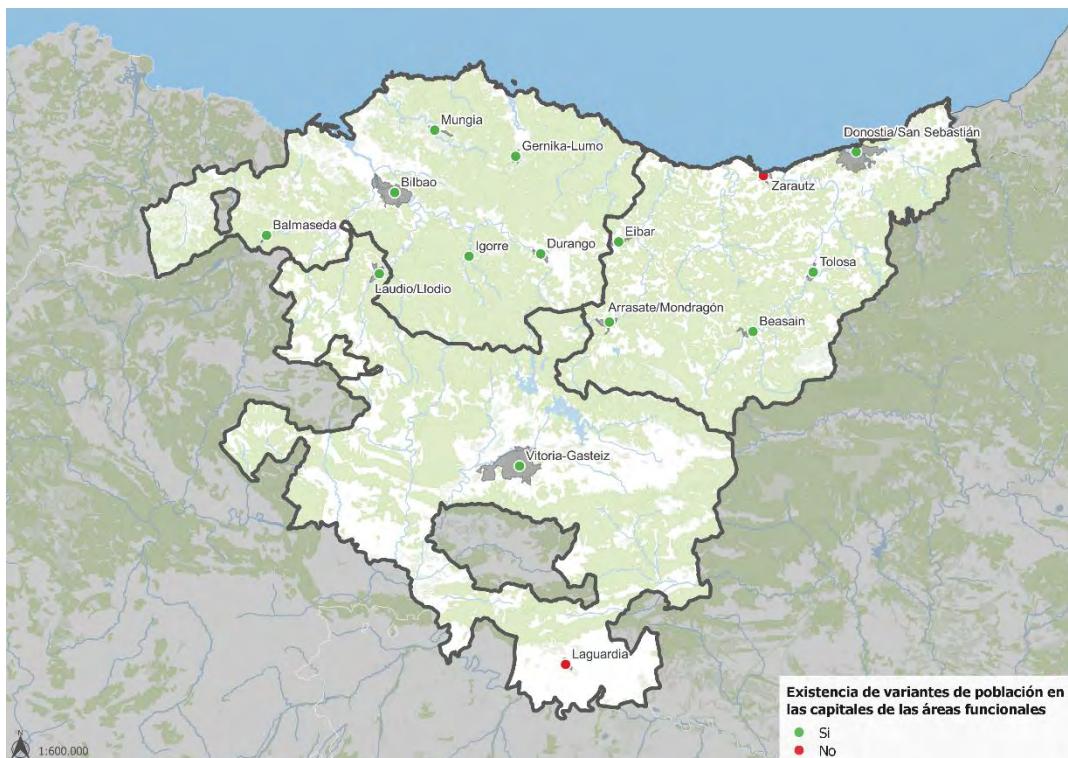 Mungia
Donostia/San Sebastián
Gernika-Lumo
Bilbao
Zarautz
Balmaseda
Eibar
Igorre
Durango
Tolosa
Laudio/Llodio
Arrasate/Mondragón
Beasain
Vitoria-Gasteiz
Laguardia
Existencia de variantes de población en
las capitales de las áreas funcionales
Si
No
N
1:600.000